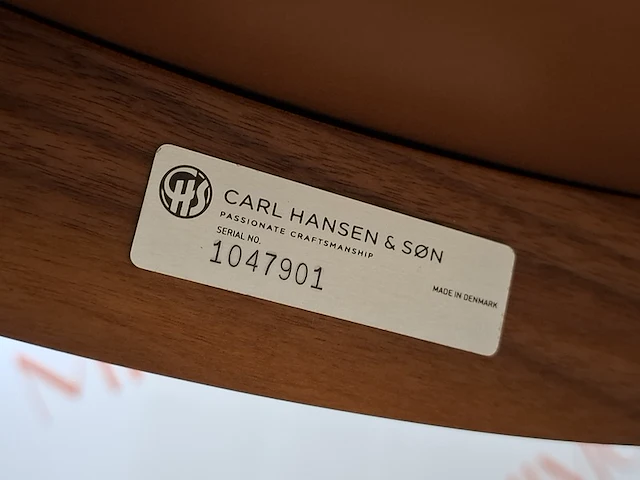 CHS
CARL HANSEN & SØN
PASSIONATE CRAFTSMANSHIP
SERIAL NO.
1047901
MADE IN DENMARK